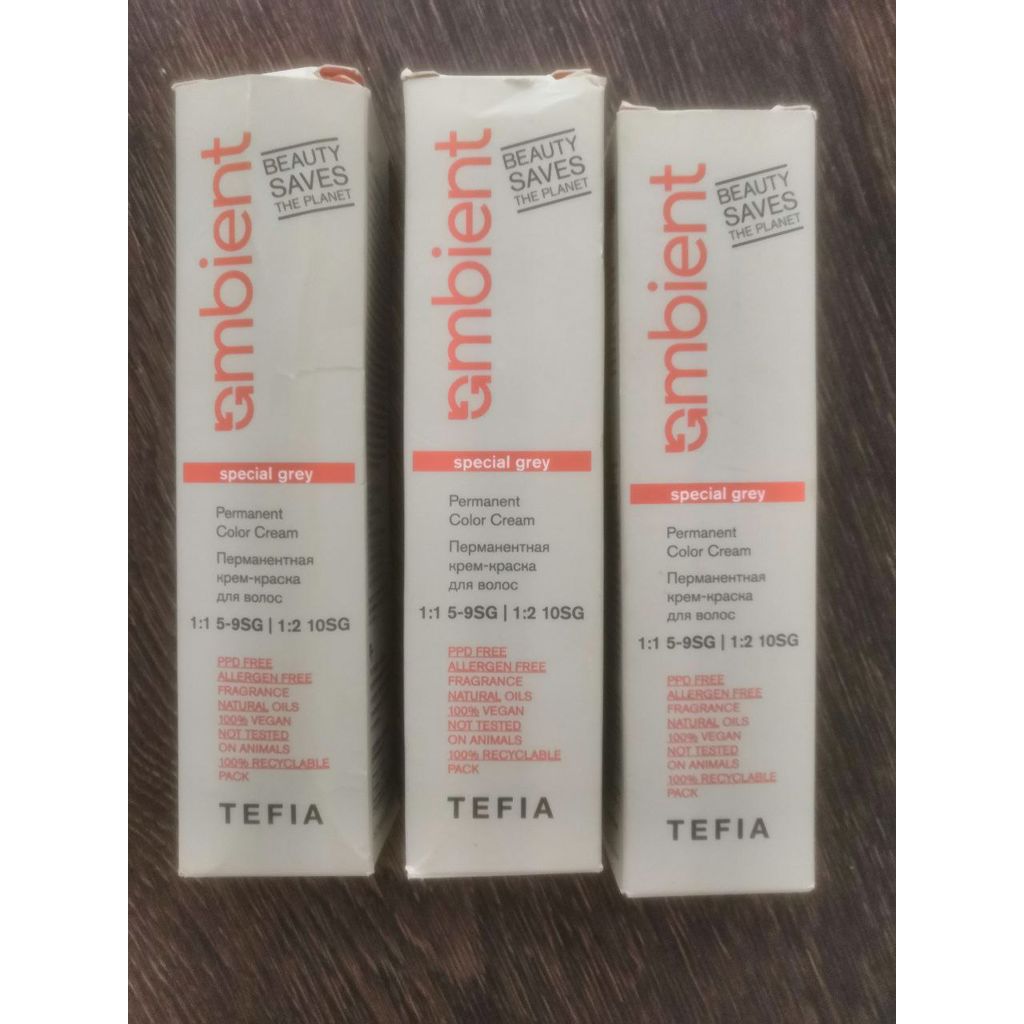 ambient
BEAUTY
SAVES
THE PLANET
special grey
Permanent
Color Cream
Перманентная
крем-краска
для волос
1:1 5-9SG | 1:2 10SG
PPD FREE
ALLERGEN FREE
FRAGRANCE
NATURAL OILS
100% VEGAN
NOT TESTED
ON ANIMALS
100% RECYCLABLE
PACK
TEFIA
ambient
BEAUTY
SAVES
THE PLANET
special grey
Permanent
Color Cream
Перманентная
крем-краска
для волос
1:1 5-9SG | 1:2 10SG
PPD FREE
ALLERGEN FREE
FRAGRANCE
NATURAL OILS
100% VEGAN
NOT TESTED
ON ANIMALS
100% RECYCLABLE
PACK
TEFIA
ambient
BEAUTY
SAVES
THE PLANET
special grey
Permanent
Color Cream
Перманентная
крем-краска
для волос
1:1 5-9SG | 1:2 10SG
PPD FREE
ALLERGEN FREE
FRAGRANCE
NATURAL OILS
100% VEGAN
NOT TESTED
ON ANIMALS
100% RECYCLABLE
PACK
TEFIA